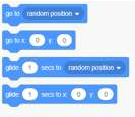 go to random position
go to x: 0 y: 0
glide 1 secs to random position
glide 1 secs to x: 0 y: 0